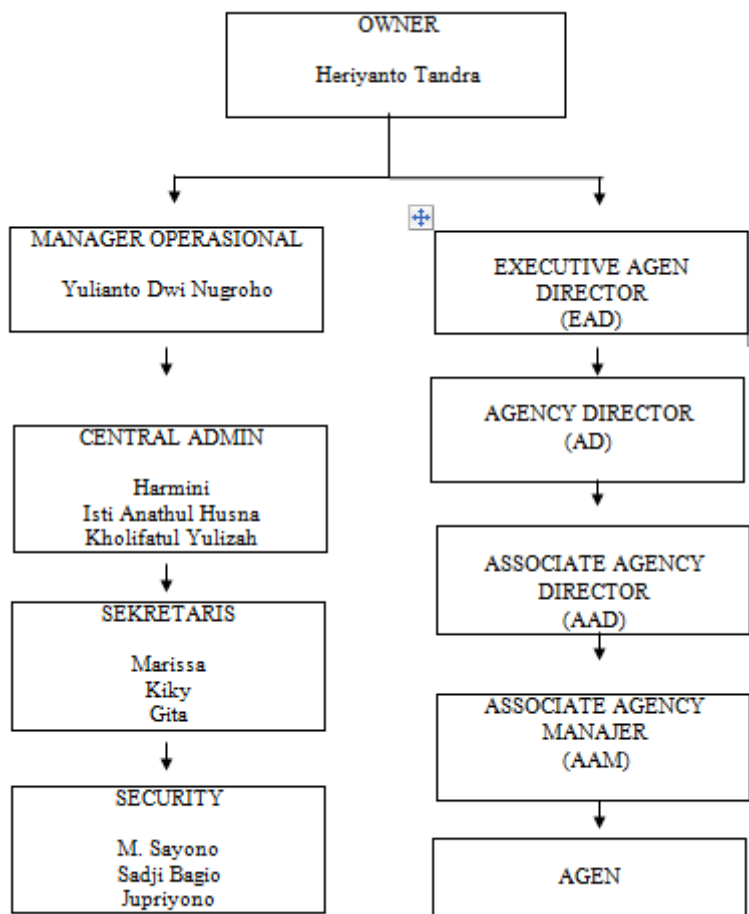 OWNER
Heriyanto Tandra
MANAGER OPERASIONAL
Yulianto Dwi Nugroho
CENTRAL ADMIN
Harmini
Isti Anathul Husna
Kholifatul Yulizah
SEKRETARIS
Marissa
Kiky
Gita
SECURITY
M. Sayono
Sadji Bagio
Jupriyono
EXECUTIVE AGEN
DIRECTOR
(EAD)
AGENCY DIRECTOR
(AD)
ASSOCIATE AGENCY
DIRECTOR
(AAD)
ASSOCIATE AGENCY
MANAJER
(AAM)
AGEN